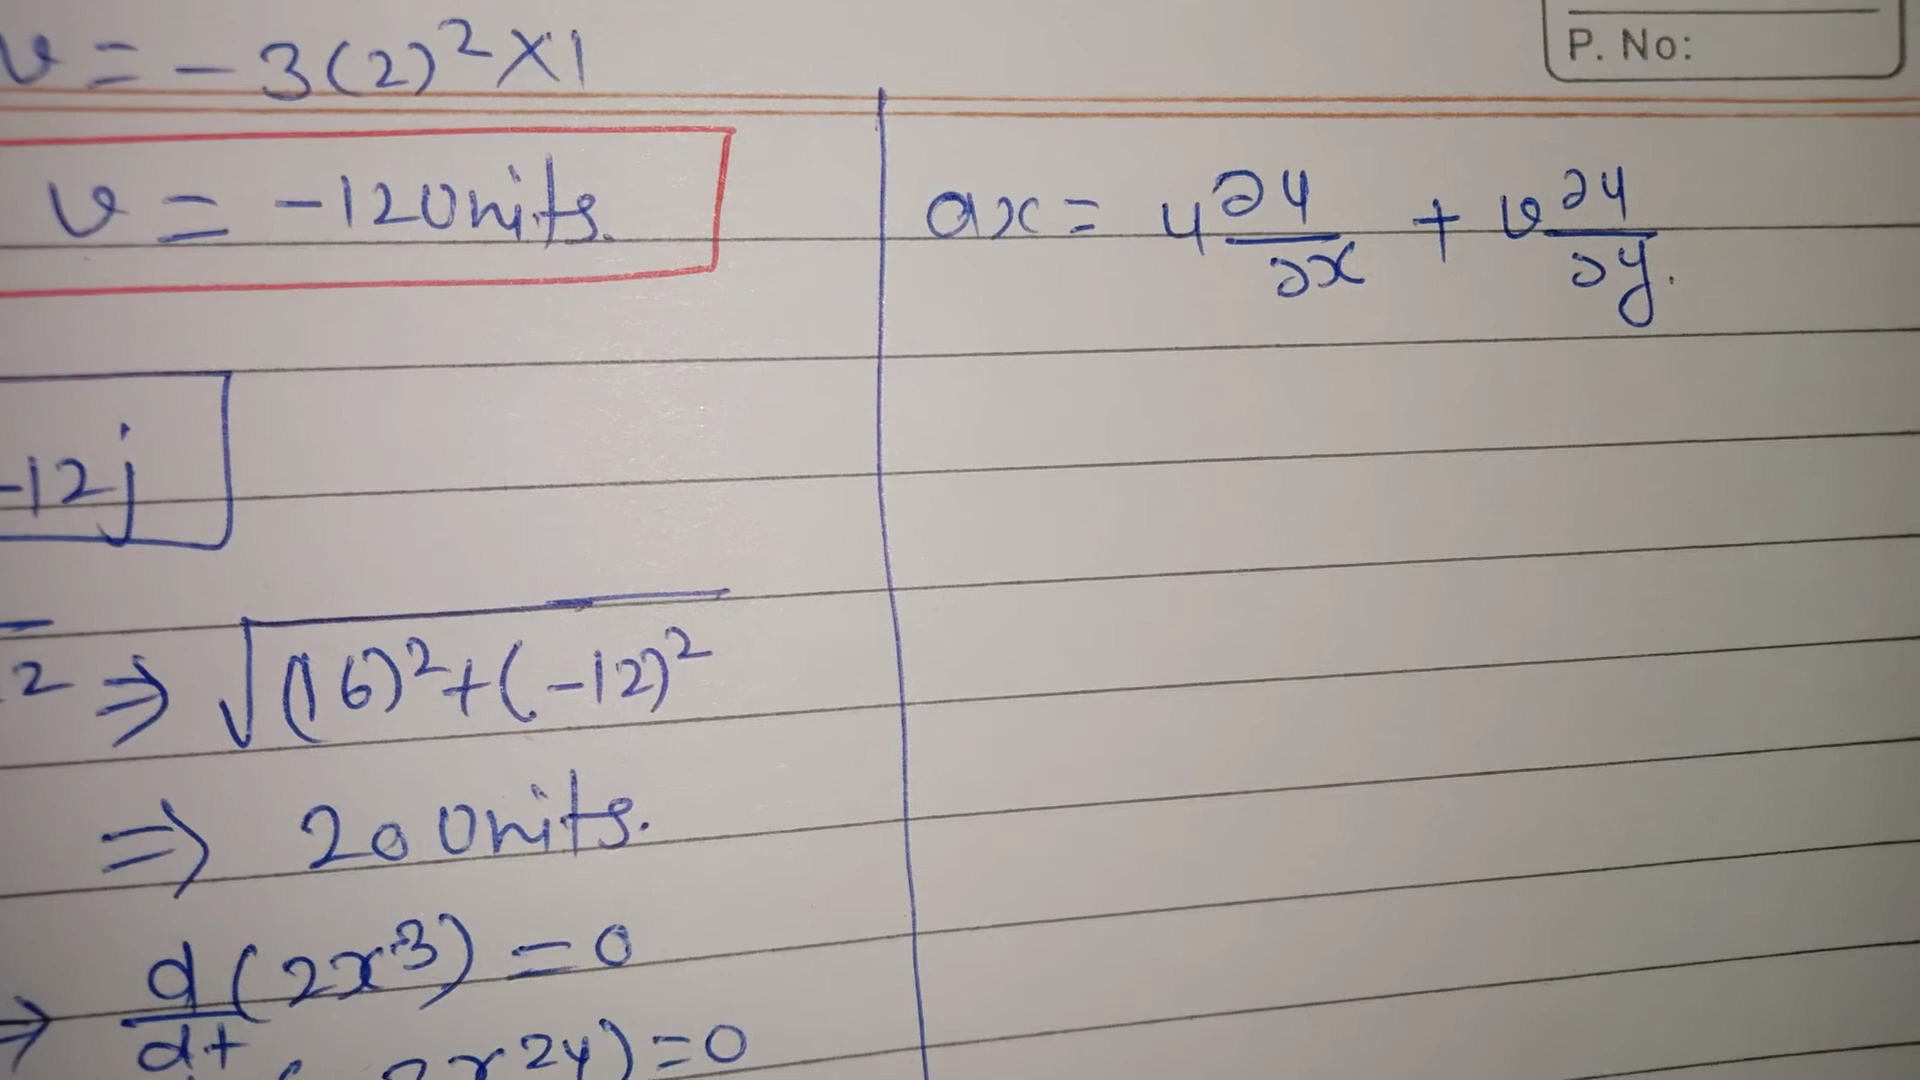 v = -3(2)² × 1
P. No:
v = -12 Units.
ax = u ∂u/∂x + v ∂u/∂y.
-12j
2 ⇒ √(16)² + (-12)²
⇒ 20 Units.
⇒ d/dt (2x³) = 0
x²y) = 0